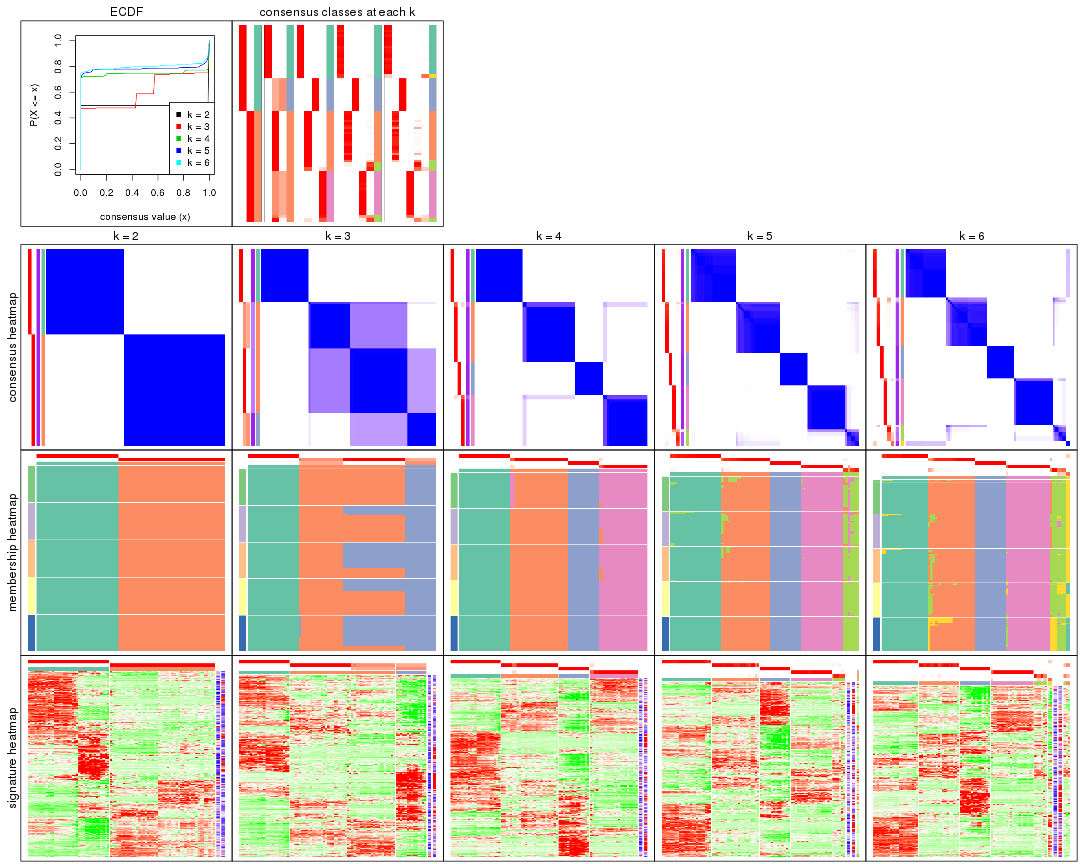 ECDF
consensus classes at each k
P(X <= x)
0.0 0.2 0.4 0.6 0.8 1.0
k = 2
k = 3
k = 4
k = 5
k = 6
0.0 0.2 0.4 0.6 0.8 1.0
consensus value (x)
k = 2
k = 3
k = 4
k = 5
k = 6
consensus heatmap
membership heatmap
signature heatmap